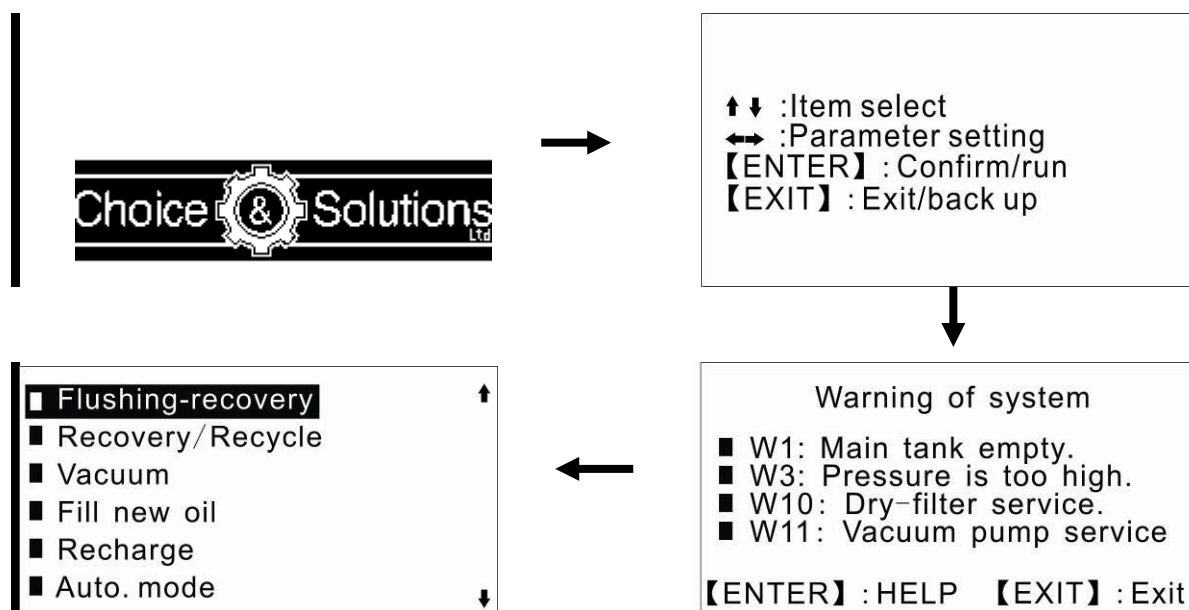 Choice & Solutions
Ltd
↑ ↓ :Item select
←→ :Parameter setting
【ENTER】 : Confirm/run
【EXIT】 : Exit/back up
Warning of system
■ W1: Main tank empty.
■ W3: Pressure is too high.
■ W10: Dry-filter service.
■ W11: Vacuum pump service
【ENTER】 : HELP 【EXIT】 : Exit
Flushing-recovery
■ Recovery/Recycle
■ Vacuum
■ Fill new oil
■ Recharge
■ Auto. mode